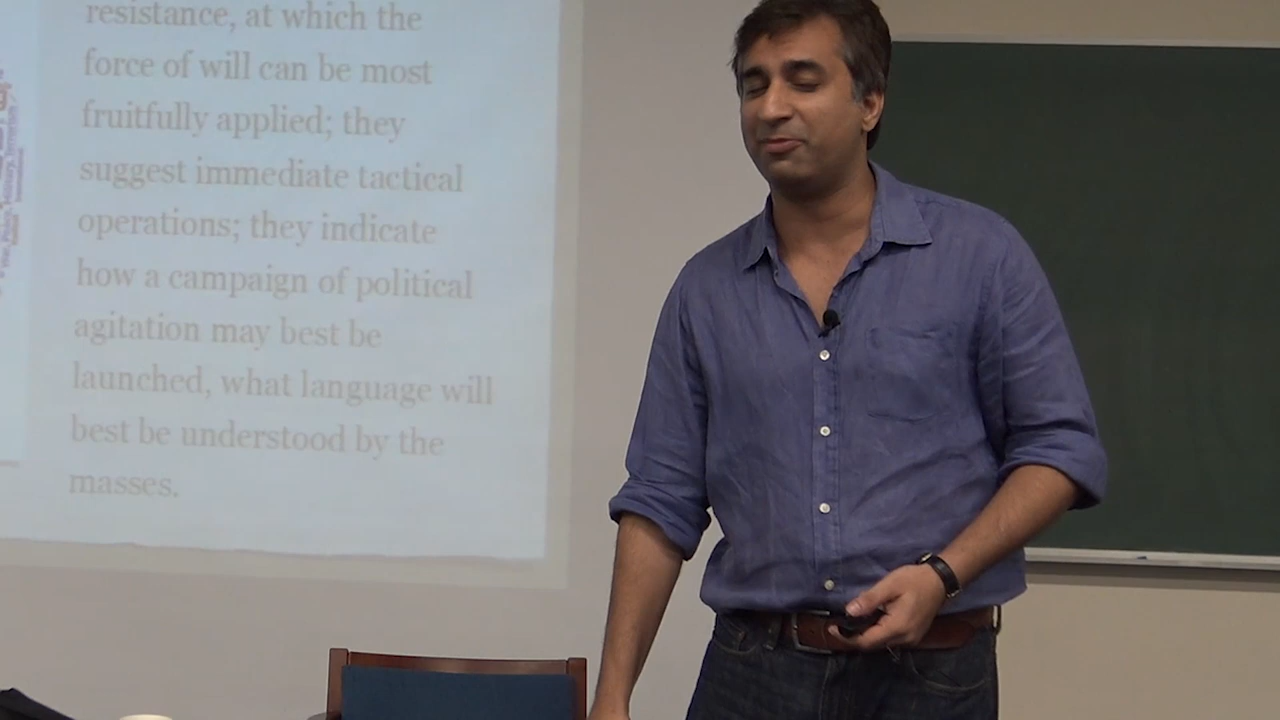 resistance, at which the
force of will can be most
fruitfully applied; they
suggest immediate tactical
operations; they indicate
how a campaign of political
agitation may best be
launched, what language will
best be understood by the
masses.